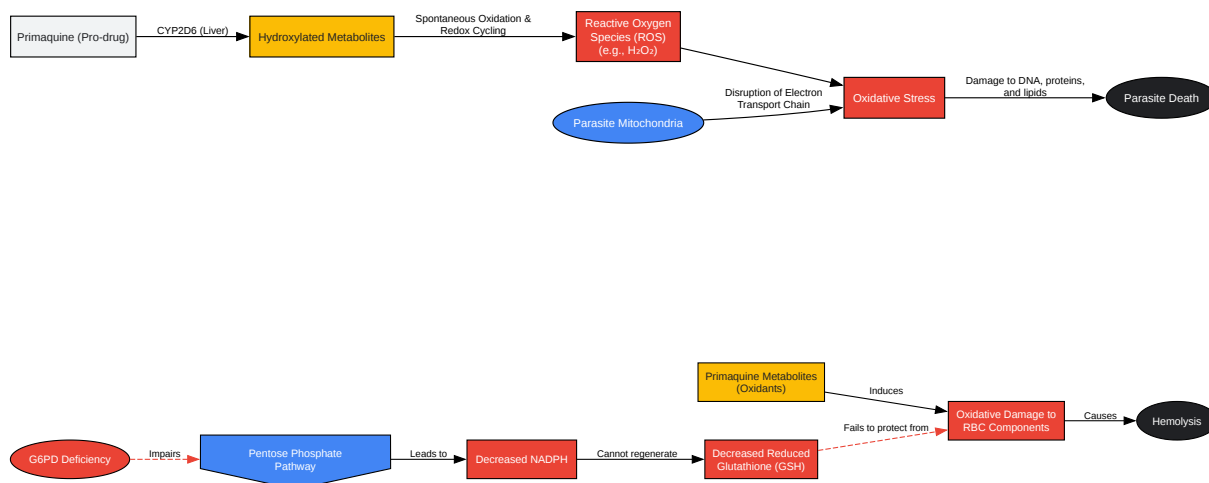 Primaquine (Pro-drug)
CYP2D6 (Liver)
Hydroxylated Metabolites
Spontaneous Oxidation &
Redox Cycling
Reactive Oxygen
Species (ROS)
(e.g., H₂O₂)
Parasite Mitochondria
Disruption of Electron
Transport Chain
Oxidative Stress
Damage to DNA, proteins,
and lipids
Parasite Death
Primaquine Metabolites
(Oxidants)
Induces
G6PD Deficiency
Impairs
Pentose Phosphate
Pathway
Leads to
Decreased NADPH
Cannot regenerate
Decreased Reduced
Glutathione (GSH)
Fails to protect from
Oxidative Damage to
RBC Components
Causes
Hemolysis